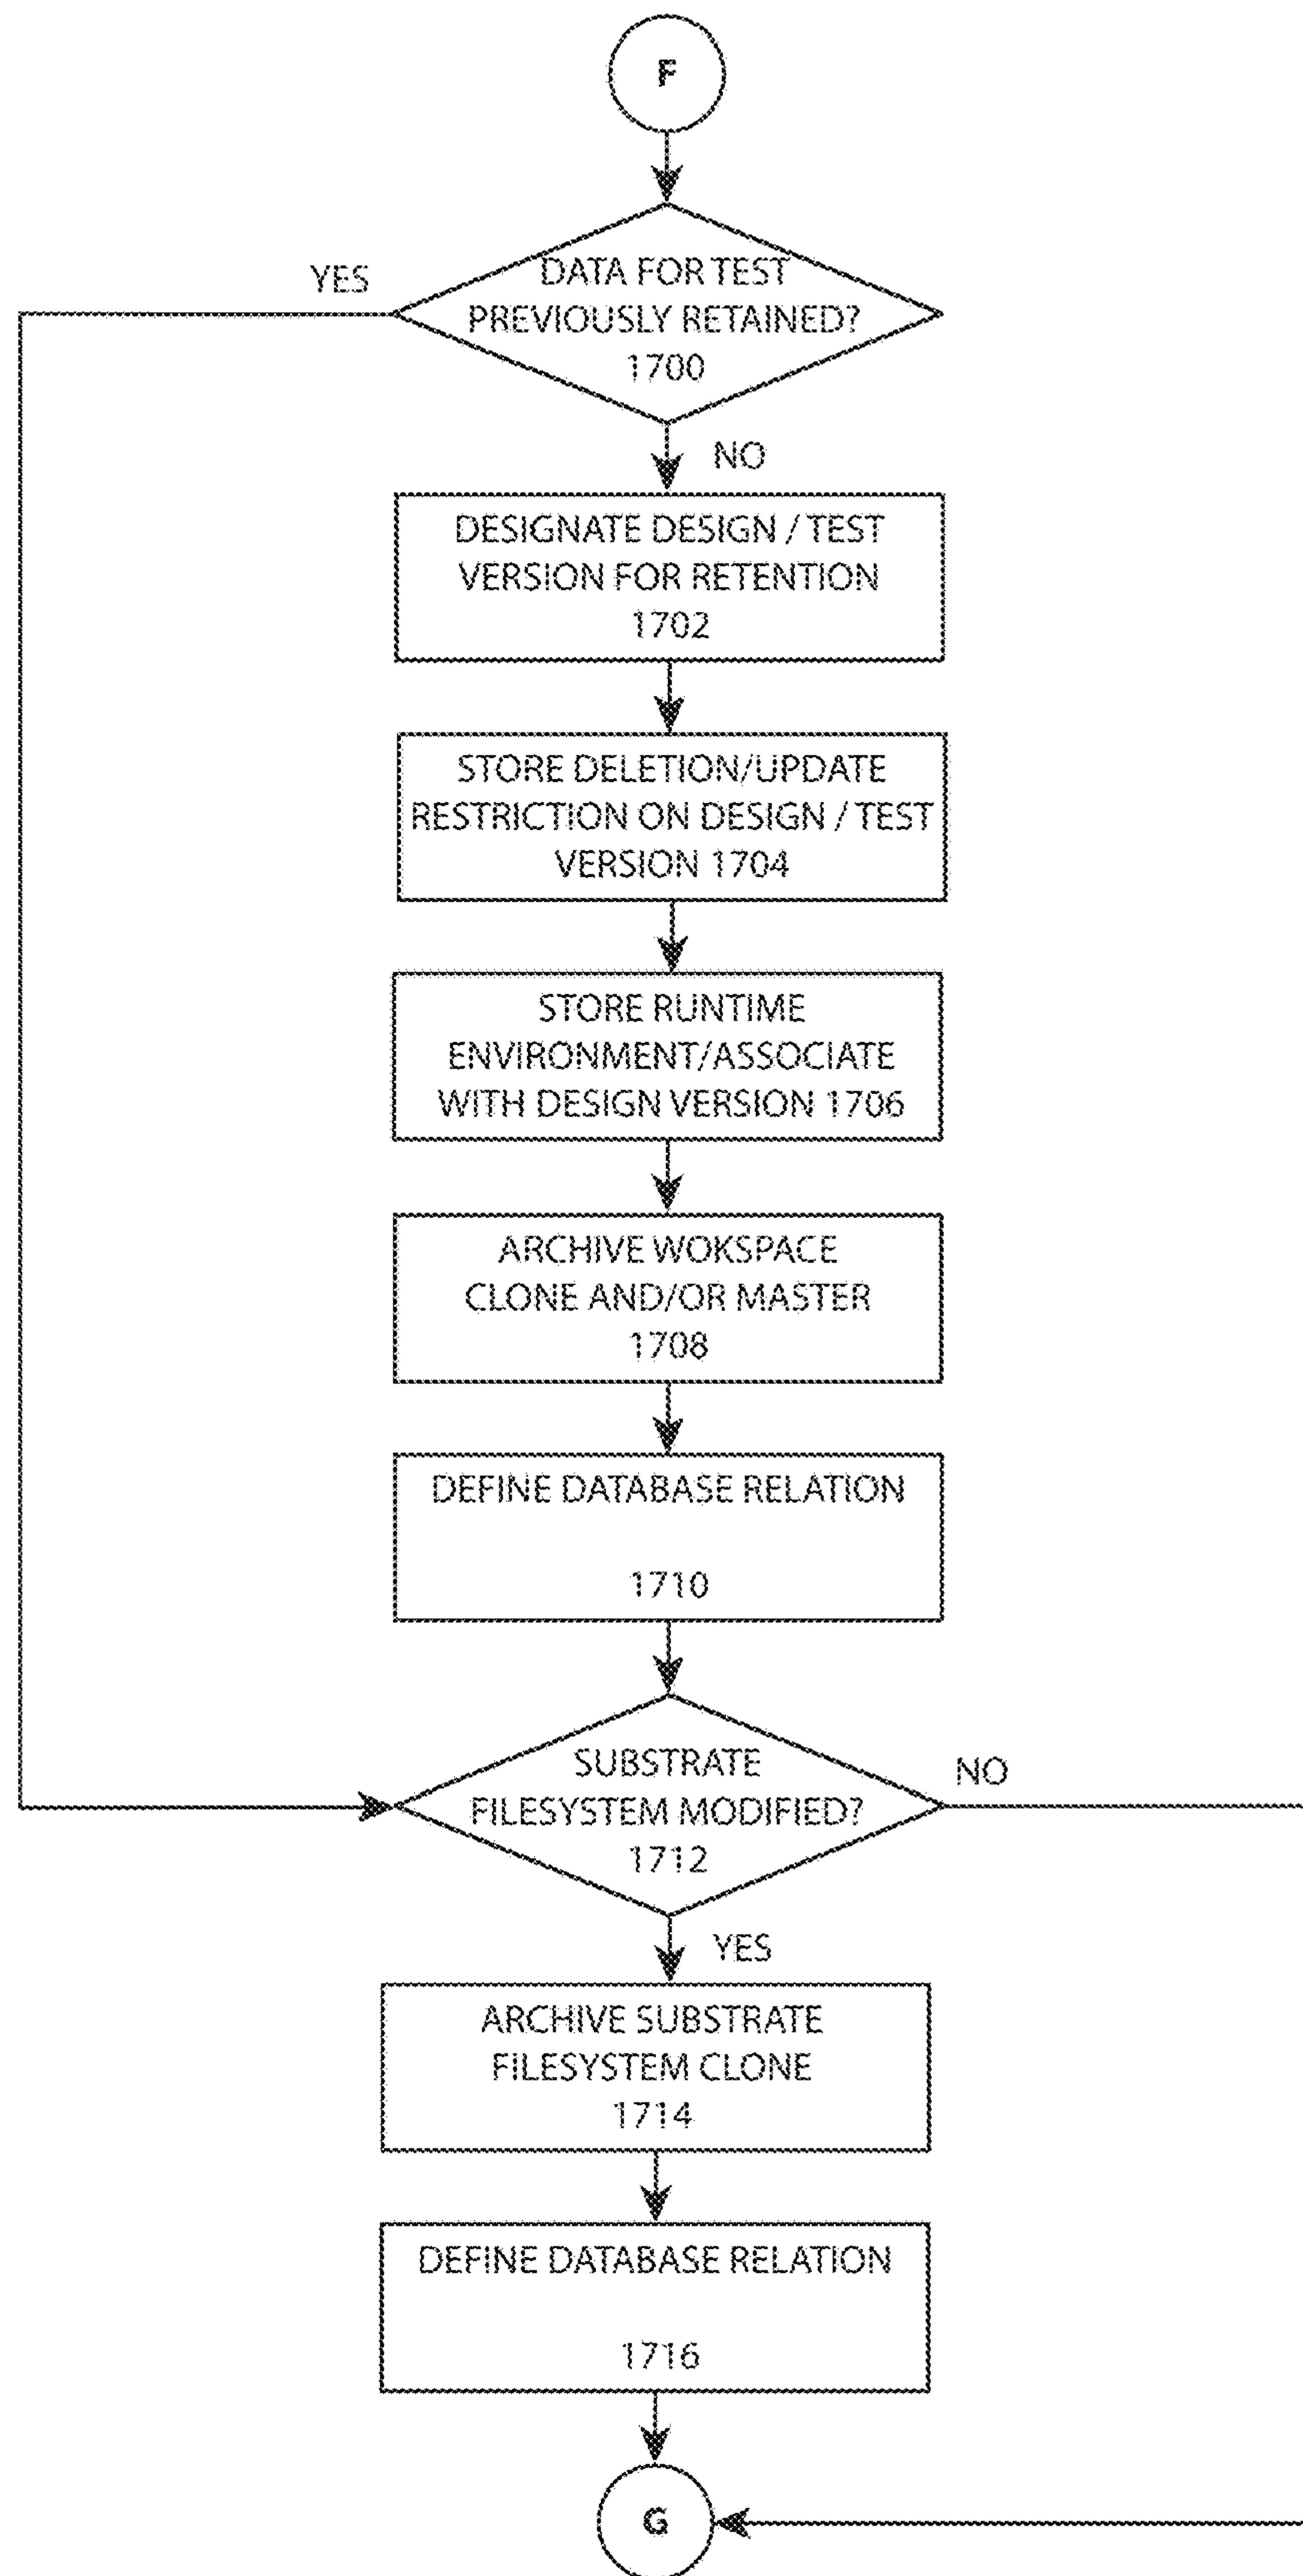 F
DATA FOR TEST
PREVIOUSLY RETAINED?
1700
YES
NO
DESIGNATE DESIGN / TEST
VERSION FOR RETENTION
1702
STORE DELETION/UPDATE
RESTRICTION ON DESIGN / TEST
VERSION 1704
STORE RUNTIME
ENVIRONMENT/ASSOCIATE
WITH DESIGN VERSION 1706
ARCHIVE WOKSPACE
CLONE AND/OR MASTER
1708
DEFINE DATABASE RELATION
1710
SUBSTRATE
FILESYSTEM MODIFIED?
1712
NO
YES
ARCHIVE SUBSTRATE
FILESYSTEM CLONE
1714
DEFINE DATABASE RELATION
1716
G